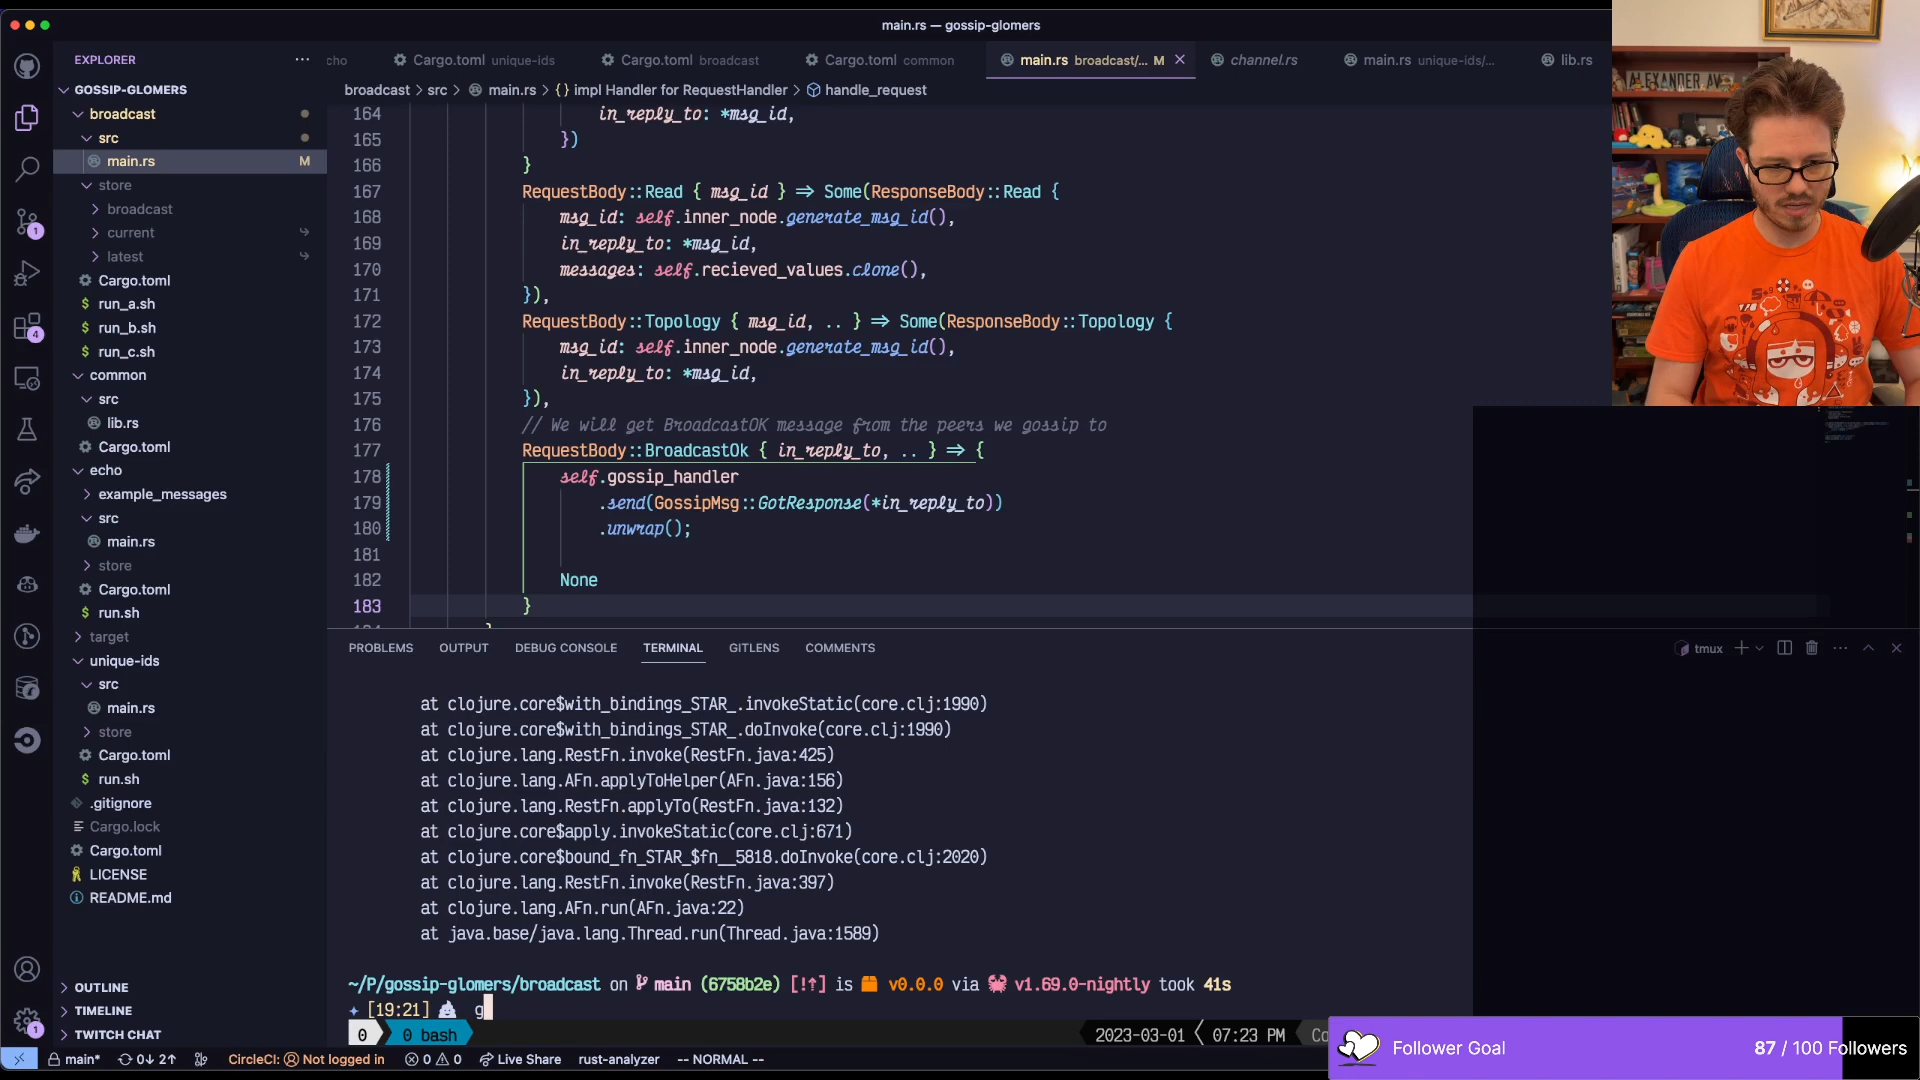 main.rs — gossip-glomers
EXPLORER
GOSSIP-GLOMERS
broadcast
src
main.rs M
store
broadcast
current
latest
Cargo.toml
run_a.sh
run_b.sh
run_c.sh
common
src
lib.rs
Cargo.toml
echo
example_messages
src
main.rs
store
Cargo.toml
run.sh
target
unique-ids
src
main.rs
store
Cargo.toml
run.sh
.gitignore
Cargo.lock
Cargo.toml
LICENSE
README.md
OUTLINE
TIMELINE
TWITCH CHART
cho Cargo.toml unique-ids Cargo.toml broadcast Cargo.toml common main.rs broadcast/... M channel.rs main.rs unique-ids/... lib.rs
broadcast > src > main.rs > {} impl Handler for RequestHandler > handle_request
164 in_reply_to: *msg_id,
165 })
166 }
167 RequestBody::Read { msg_id } => Some(ResponseBody::Read {
168 msg_id: self.inner_node.generate_msg_id(),
169 in_reply_to: *msg_id,
170 messages: self.recieved_values.clone(),
171 }),
172 RequestBody::Topology { msg_id, .. } => Some(ResponseBody::Topology {
173 msg_id: self.inner_node.generate_msg_id(),
174 in_reply_to: *msg_id,
175 }),
176 // We will get BroadcastOK message from the peers we gossip to
177 RequestBody::BroadcastOk { in_reply_to, .. } => {
178 self.gossip_handler
179 .send(GossipMsg::GotResponse(*in_reply_to))
180 .unwrap();
181
182 None
183 }
PROBLEMS OUTPUT DEBUG CONSOLE TERMINAL GITLENS COMMENTS
tmux
at clojure.core$with_bindings_STAR_.invokeStatic(core.clj:1990)
at clojure.core$with_bindings_STAR_.doInvoke(core.clj:1990)
at clojure.lang.RestFn.invoke(RestFn.java:425)
at clojure.lang.AFn.applyToHelper(AFn.java:156)
at clojure.lang.RestFn.applyTo(RestFn.java:132)
at clojure.core$apply.invokeStatic(core.clj:671)
at clojure.core$bound_fn_STAR_$fn__5818.doInvoke(core.clj:2020)
at clojure.lang.RestFn.invoke(RestFn.java:397)
at clojure.lang.AFn.run(AFn.java:22)
at java.base/java.lang.Thread.run(Thread.java:1589)
~/P/gossip-glomers/broadcast on main (6758b2e) [!↑] is v0.0.0 via v1.69.0-nightly took 41s
[19:21] g
0 0 bash 2023-03-01 07:23 PM Co
main* 0↓ 2↑ CircleCI: Not logged in 0 0 Live Share rust-analyzer -- NORMAL --
Follower Goal 87 / 100 Followers
1
4
1